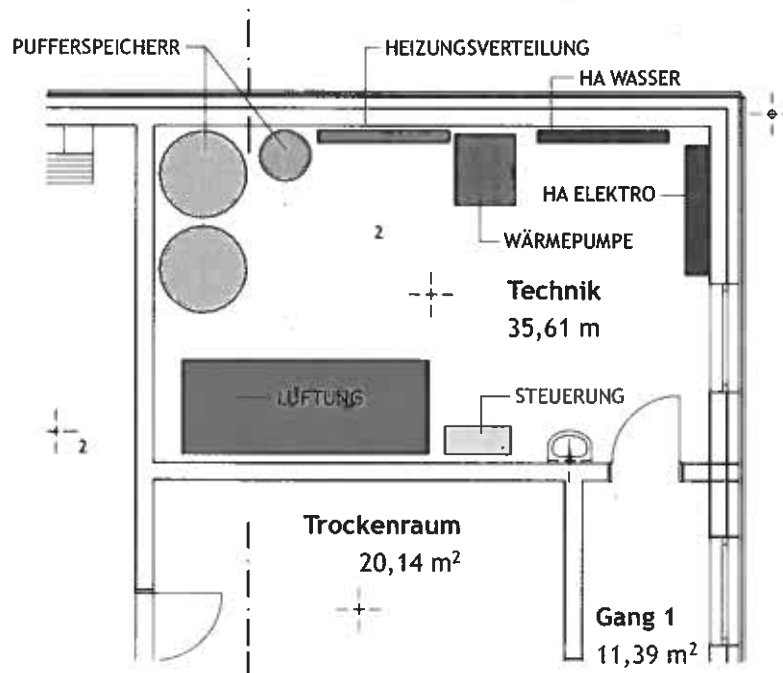 PUFFERSPEICHERR
HEIZUNGSVERTEILUNG
HA WASSER
HA ELEKTRO
2
WÄRMEPUMPE
Technik
35,61 m
LÜFTUNG
STEUERUNG
2
Trockenraum
20,14 m²
Gang 1
11,39 m²